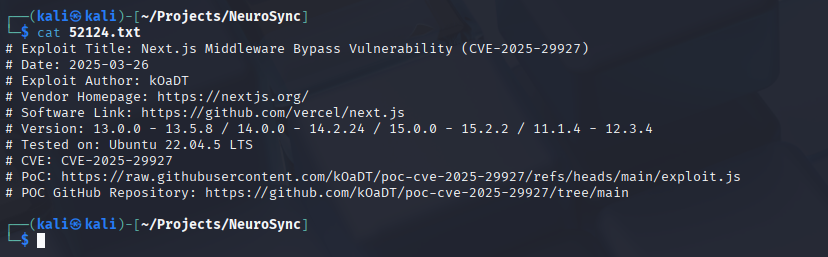 ┌──(kali㉿kali)-[~/Projects/NeuroSync]
└─$ cat 52124.txt
# Exploit Title: Next.js Middleware Bypass Vulnerability (CVE-2025-29927)
# Date: 2025-03-26
# Exploit Author: kOaDT
# Vendor Homepage: https://nextjs.org/
# Software Link: https://github.com/vercel/next.js
# Version: 13.0.0 - 13.5.8 / 14.0.0 - 14.2.24 / 15.0.0 - 15.2.2 / 11.1.4 - 12.3.4
# Tested on: Ubuntu 22.04.5 LTS
# CVE: CVE-2025-29927
# PoC: https://raw.githubusercontent.com/kOaDT/poc-cve-2025-29927/refs/heads/main/exploit.js
# POC GitHub Repository: https://github.com/kOaDT/poc-cve-2025-29927/tree/main
┌──(kali㉿kali)-[~/Projects/NeuroSync]
└─$